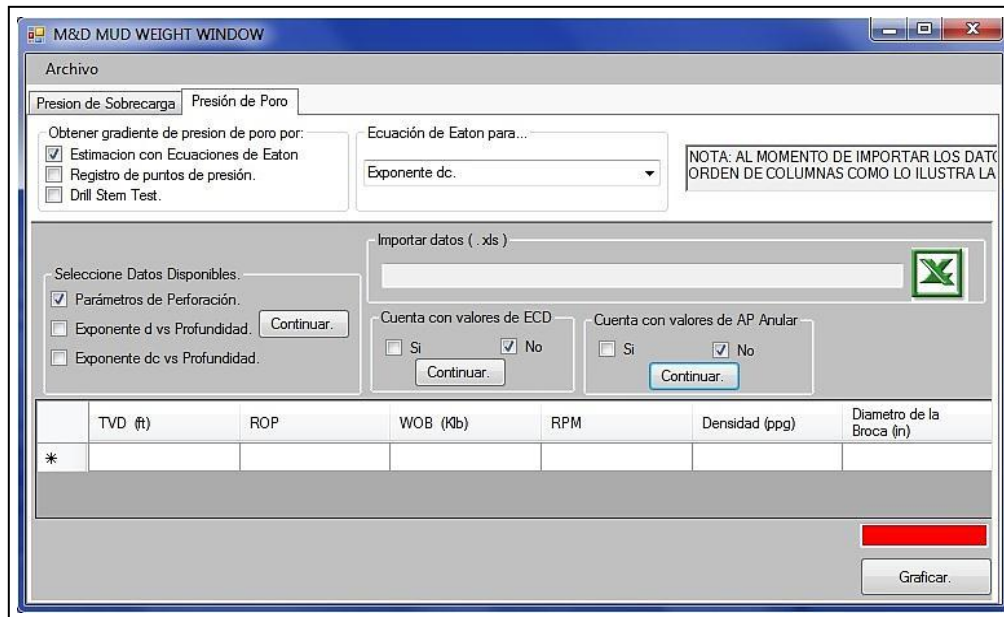 M&D MUD WEIGHT WINDOW
Archivo
Presion de Sobrecarga
Presión de Poro
Obtener gradiente de presion de poro por:
Estimacion con Ecuaciones de Eaton
Registro de puntos de presión.
Drill Stem Test.
Ecuación de Eaton para...
Exponente dc.
NOTA: AL MOMENTO DE IMPORTAR LOS DATO
ORDEN DE COLUMNAS COMO LO ILUSTRA LA
Importar datos ( . xls )
Seleccione Datos Disponibles.
Parámetros de Perforación.
Exponente d vs Profundidad.
Continuar.
Exponente dc vs Profundidad.
Cuenta con valores de ECD
Si
No
Continuar.
Cuenta con valores de AP Anular
Si
No
Continuar.
TVD (ft)
ROP
WOB (Klb)
RPM
Densidad (ppg)
Diametro de la
Broca (in)
Graficar.